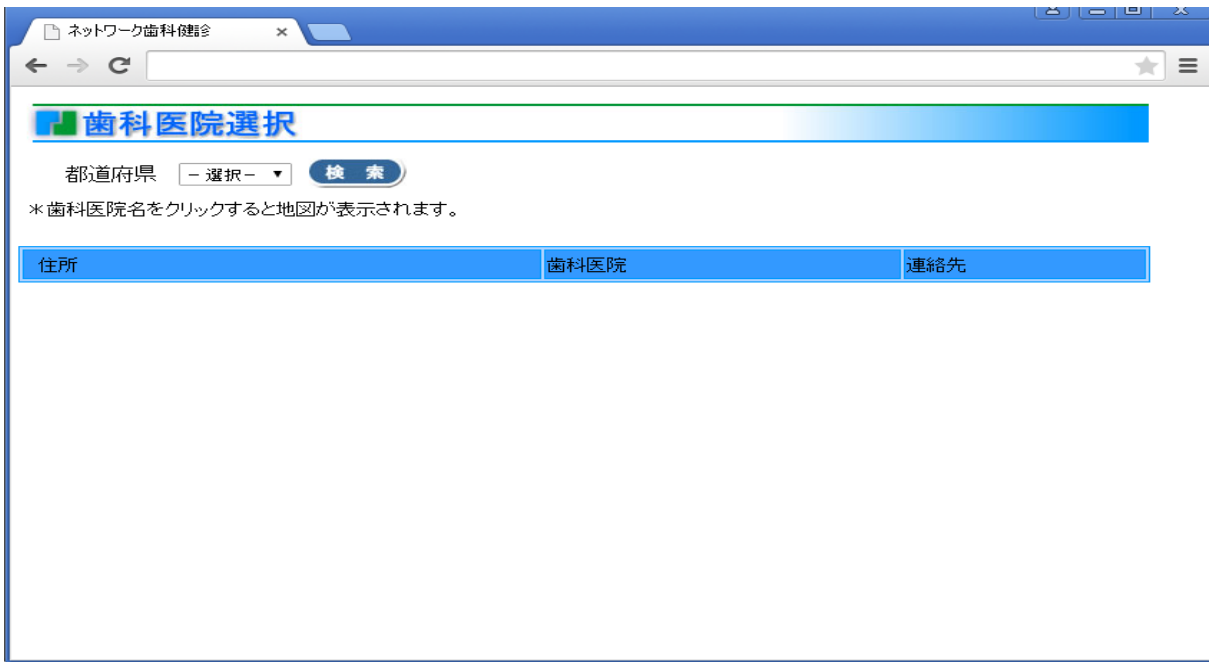 ネットワーク歯科健診
歯科医院選択
都道府県 －選択－ 検 索
＊歯科医院名をクリックすると地図が表示されます。
住所 歯科医院 連絡先